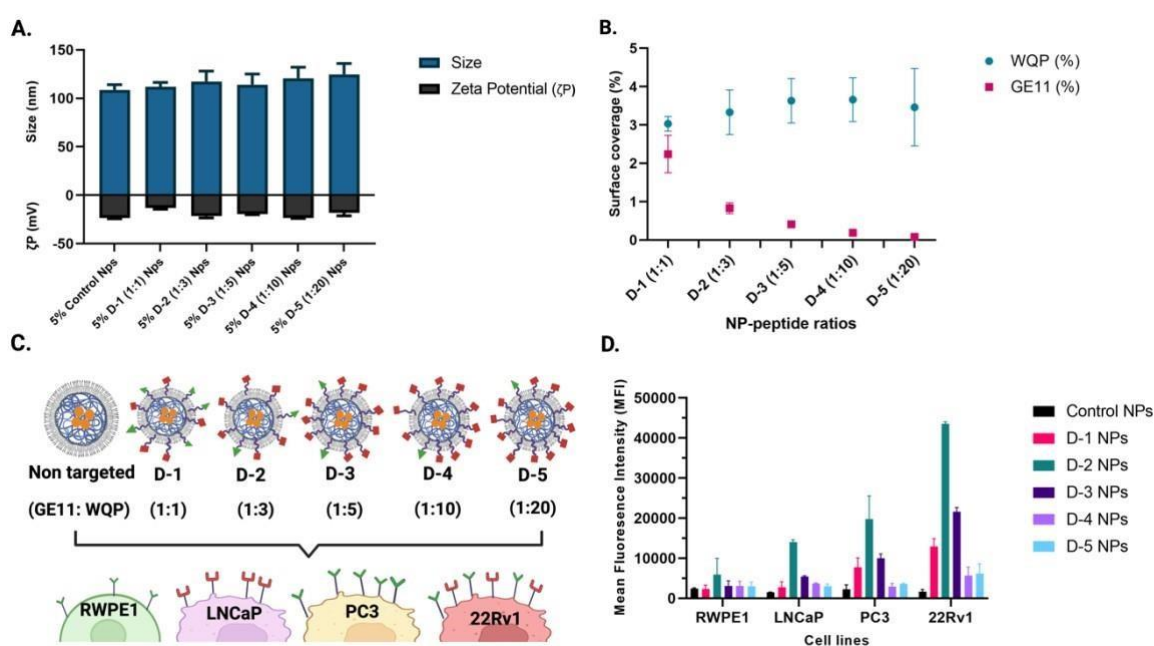 A.
150
100
50
0
-50
Size (nm)
ζP (mV)
5% Control Nps
5% D-1 (1:1) Nps
5% D-2 (1:3) Nps
5% D-3 (1:5) Nps
5% D-4 (1:10) Nps
5% D-5 (1:20) Nps
Size
Zeta Potential (ζP)
B.
5
4
3
2
1
0
Surface coverage (%)
D-1 (1:1)
D-2 (1:3)
D-3 (1:5)
D-4 (1:10)
D-5 (1:20)
NP-peptide ratios
WQP (%)
GE11 (%)
C.
Non targeted D-1 D-2 D-3 D-4 D-5
(GE11: WQP) (1:1) (1:3) (1:5) (1:10) (1:20)
RWPE1 LNCaP PC3 22Rv1
D.
50000
40000
30000
20000
10000
0
Mean Fluoresence Intensity (MFI)
RWPE1 LNCaP PC3 22Rv1
Cell lines
Control NPs
D-1 NPs
D-2 NPs
D-3 NPs
D-4 NPs
D-5 NPs